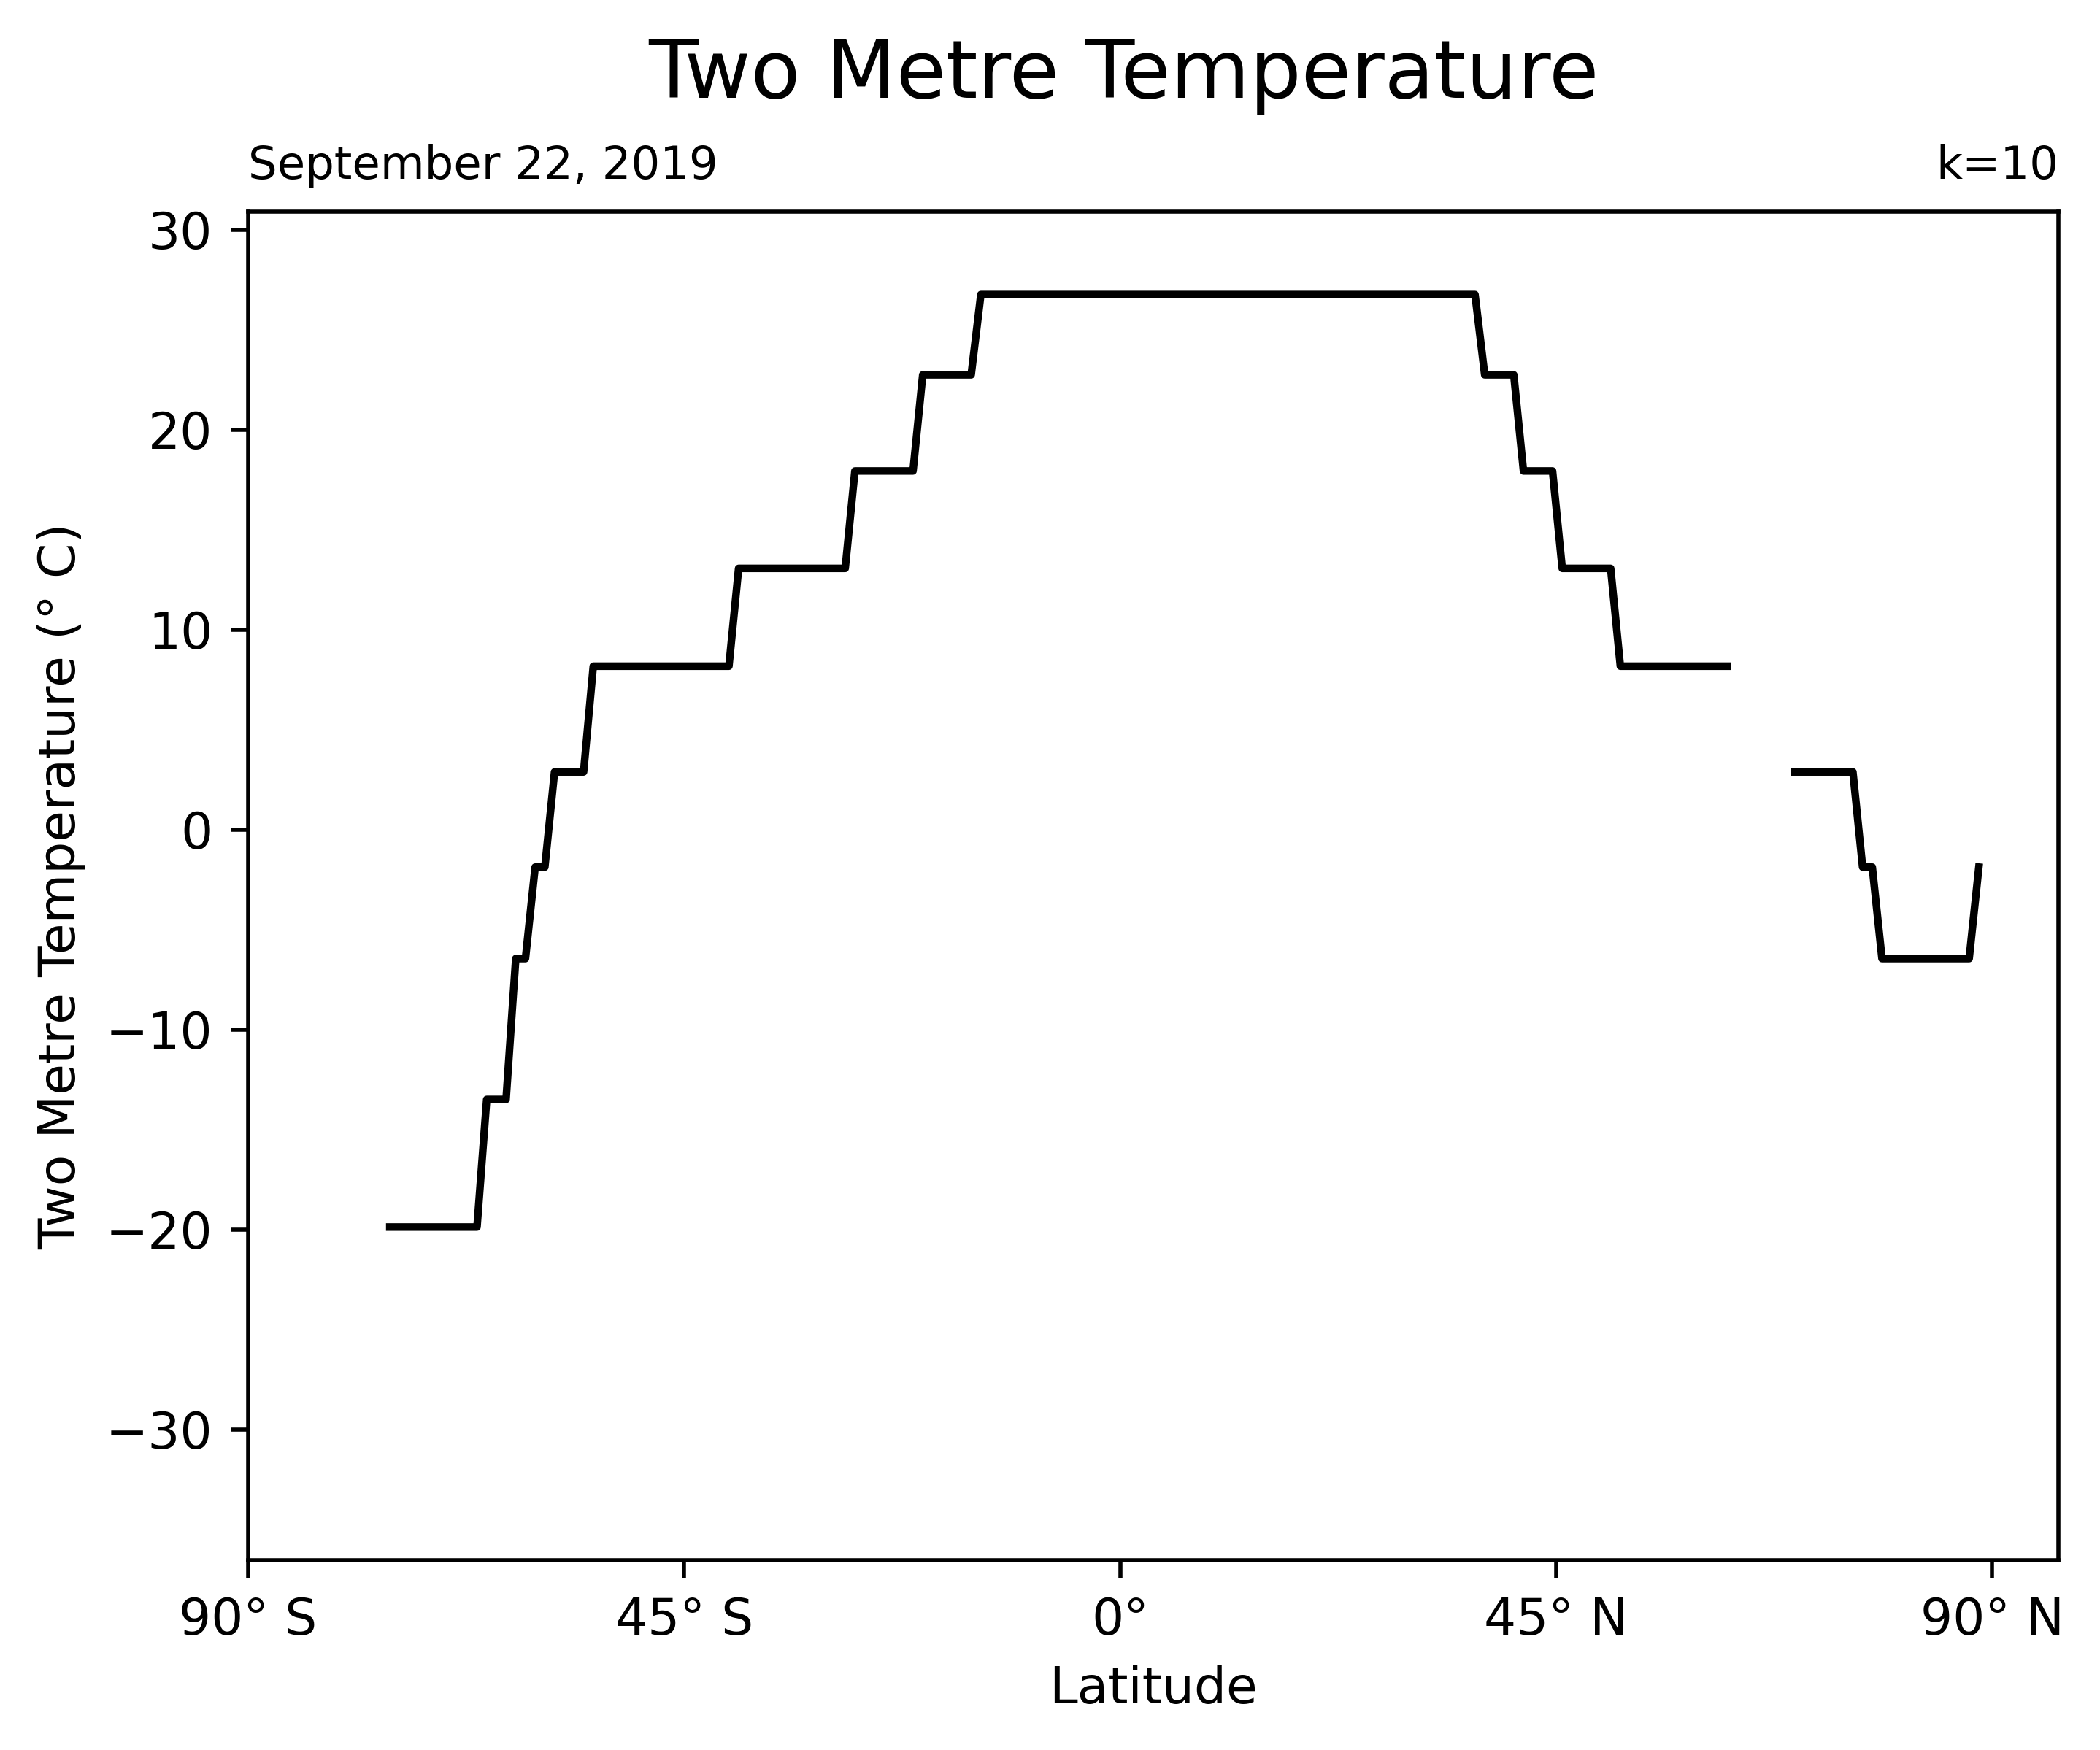 Two Metre Temperature
September 22, 2019
k=10
30
20
10
0
−10
−20
−30
Two Metre Temperature (° C)
90° S
45° S
0°
45° N
90° N
Latitude